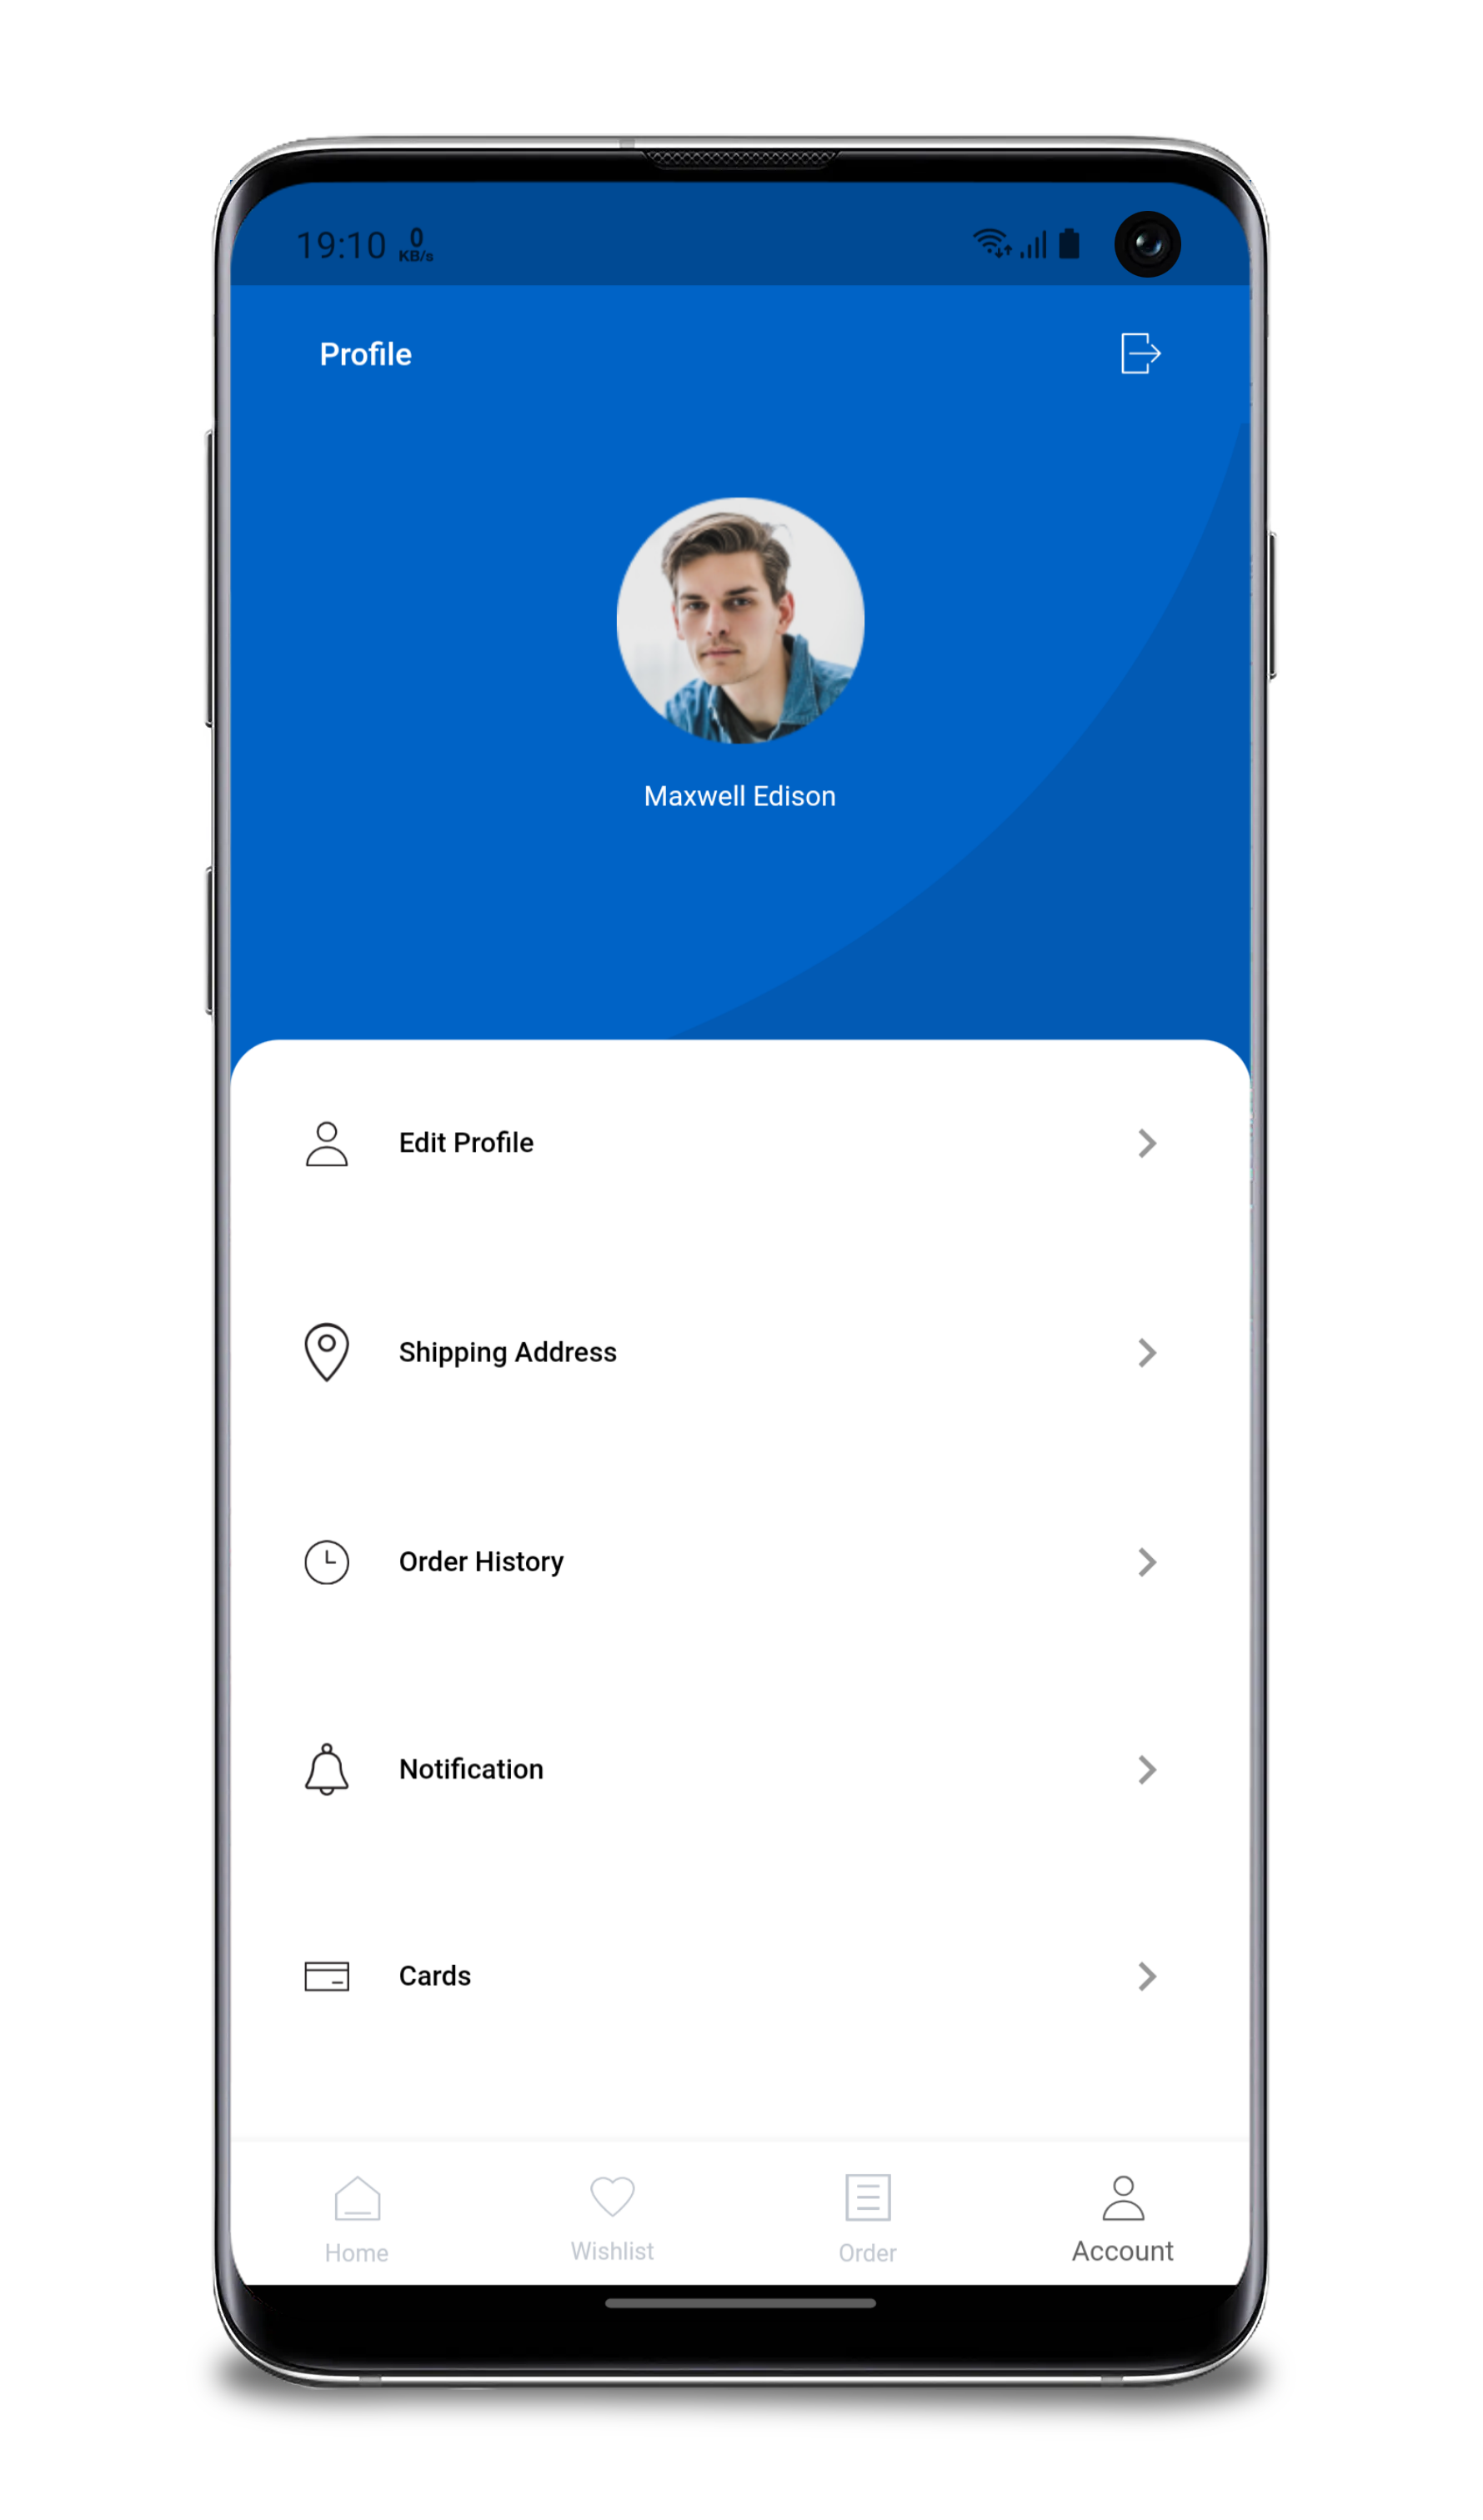 19:10 0 KB/s
Profile
Maxwell Edison
Edit Profile
Shipping Address
Order History
Notification
Cards
Home Wishlist Order Account